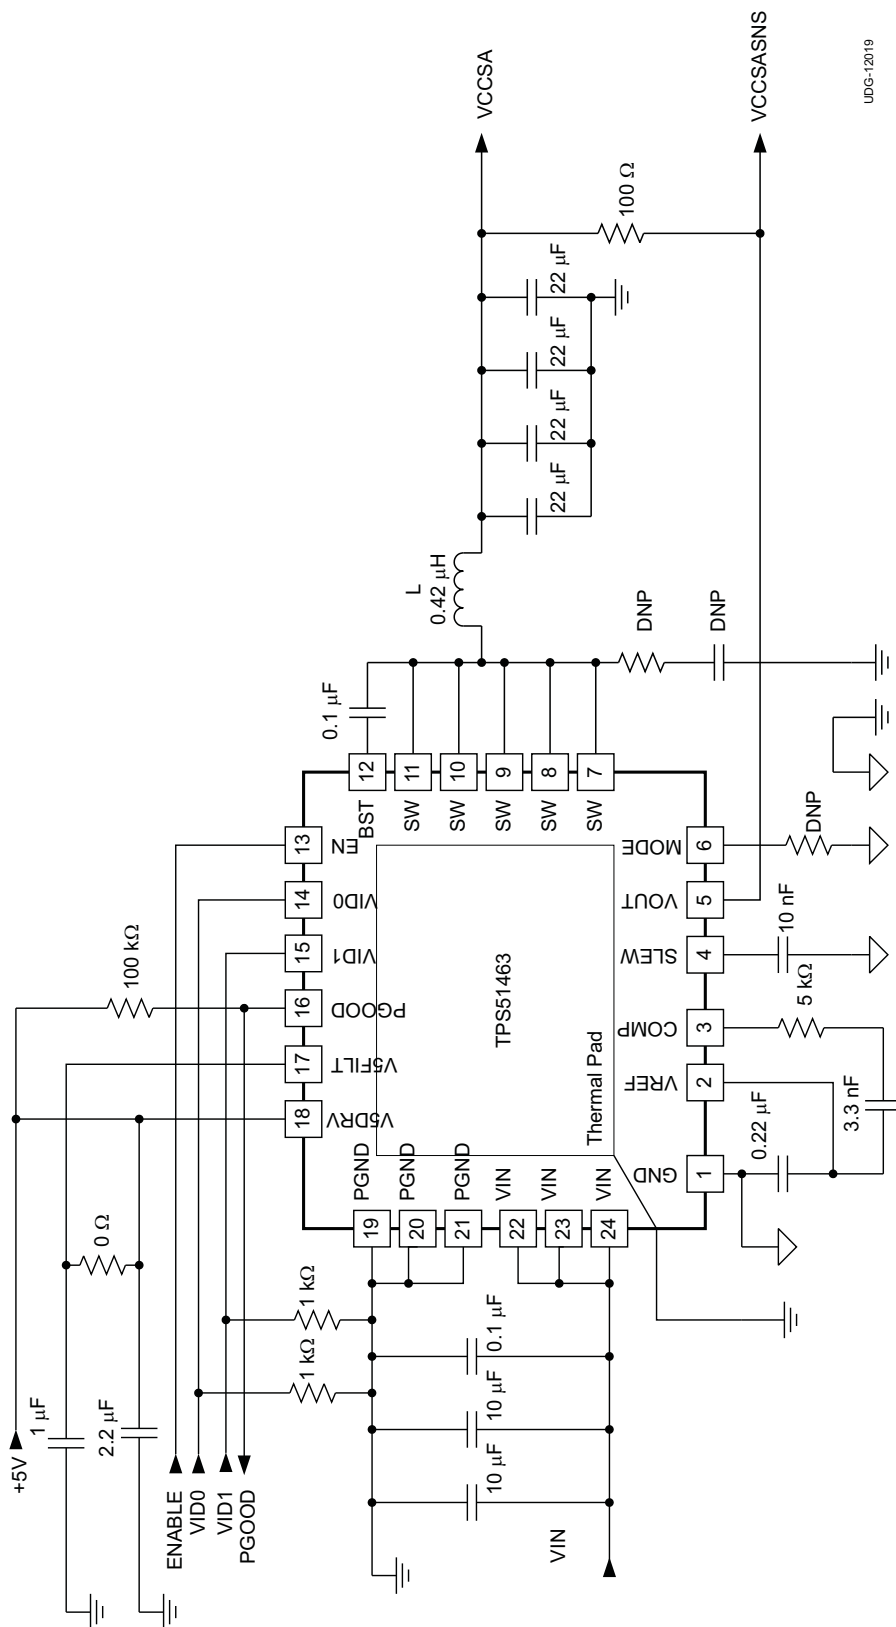 +5V
1 µF
0 Ω
2.2 µF
100 kΩ
ENABLE
VID0
VID1
PGOOD
1 kΩ
1 kΩ
10 µF
10 µF
0.1 µF
VIN
18
17
16
15
14
13
V5DRV
V5FILT
PGOOD
VID1
VID0
EN
19
20
21
22
23
24
PGND
PGND
PGND
VIN
VIN
VIN
TPS51463
Thermal Pad
BST
SW
SW
SW
SW
SW
12
11
10
9
8
7
GND
VREF
COMP
SLEW
VOUT
MODE
1
2
3
4
5
6
0.22 µF
3.3 nF
5 kΩ
10 nF
DNP
0.1 µF
L
0.42 µH
DNP
DNP
22 µF
22 µF
22 µF
22 µF
100 Ω
VCCSA
VCCSASNS
UDG-12019